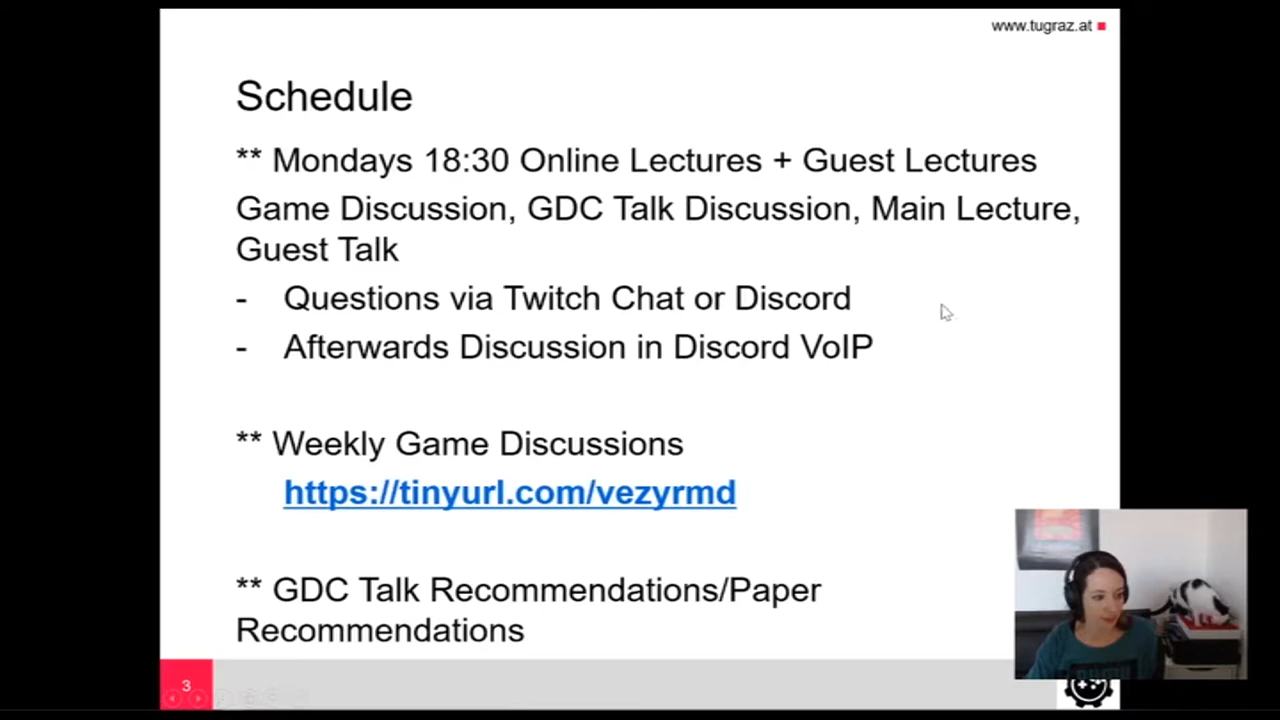 www.tugraz.at
Schedule
** Mondays 18:30 Online Lectures + Guest Lectures
Game Discussion, GDC Talk Discussion, Main Lecture,
Guest Talk
- Questions via Twitch Chat or Discord
- Afterwards Discussion in Discord VoIP
** Weekly Game Discussions
https://tinyurl.com/vezyrmd
** GDC Talk Recommendations/Paper
Recommendations
3